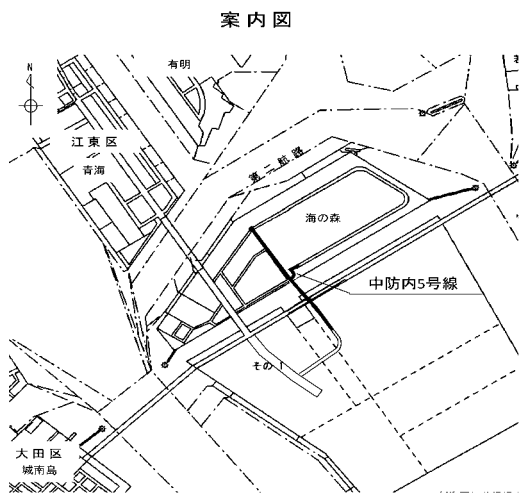 案内図
N
有明
江東区
青海
第一航路
海の森
中防内5号線
その1
大田区
城南島